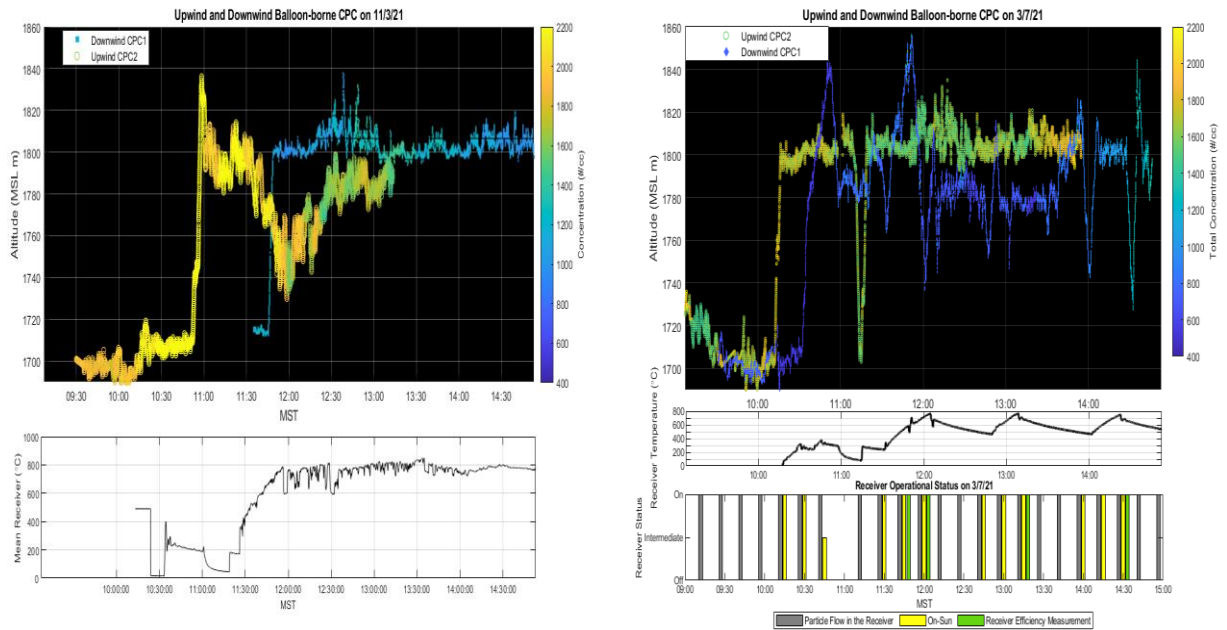 Upwind and Downwind Balloon-borne CPC on 11/3/21
1860
1840
1820
1800
1780
1760
1740
1720
1700
Altitude (MSL m)
Downwind CPC1
Upwind CPC2
09:30 10:00 10:30 11:00 11:30 12:00 12:30 13:00 13:30 14:00 14:30
MST
2200
2000
1800
1600
1400
1200
1000
800
600
400
Concentration (#/cc)
1000
800
600
400
200
0
Mean Receiver (°C)
10:00:00 10:30:00 11:00:00 11:30:00 12:00:00 12:30:00 13:00:00 13:30:00 14:00:00 14:30:00
MST
Upwind and Downwind Balloon-borne CPC on 3/7/21
1860
1840
1820
1800
1780
1760
1740
1720
1700
Altitude (MSL m)
Upwind CPC2
Downwind CPC1
10:00 11:00 12:00 13:00 14:00
2200
2000
1800
1600
1400
1200
1000
800
600
400
Total Concentration (#/cc)
800
600
400
200
0
Receiver Temperature (°C)
10:00 11:00 12:00 13:00 14:00
Receiver Operational Status on 3/7/21
On
Intermediate
Off
Receiver Status
09:00 09:30 10:00 10:30 11:00 11:30 12:00 12:30 13:00 13:30 14:00 14:30 15:00
MST
Particle Flow in the Receiver On-Sun Receiver Efficiency Measurement